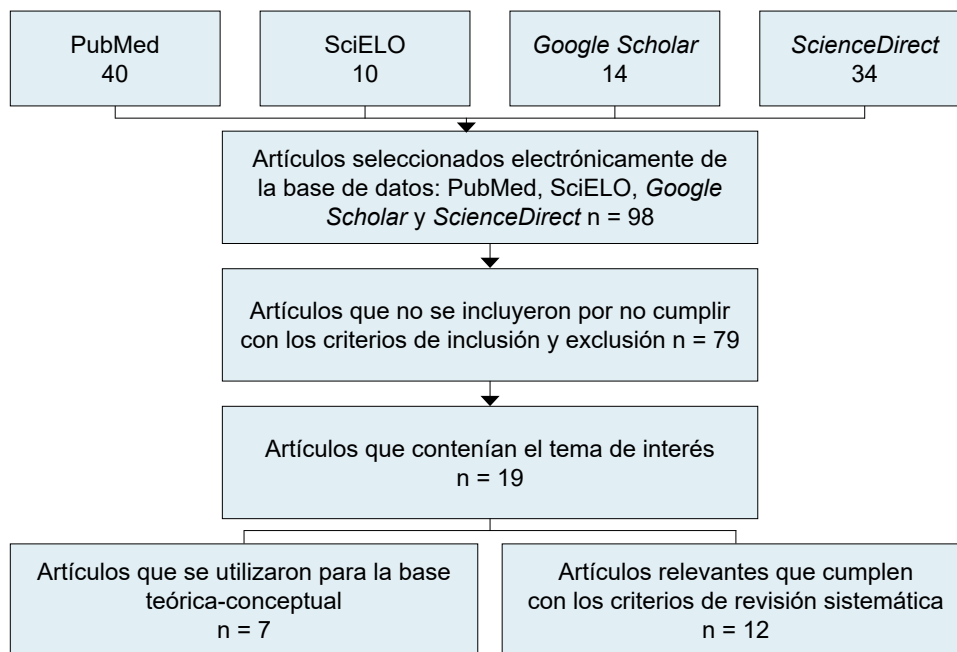 PubMed
40
SciELO
10
Google Scholar
14
ScienceDirect
34
Artículos seleccionados electrónicamente de
la base de datos: PubMed, SciELO, Google
Scholar y ScienceDirect n = 98
Artículos que no se incluyeron por no cumplir
con los criterios de inclusión y exclusión n = 79
Artículos que contenían el tema de interés
n = 19
Artículos que se utilizaron para la base
teórica-conceptual
n = 7
Artículos relevantes que cumplen
con los criterios de revisión sistemática
n = 12